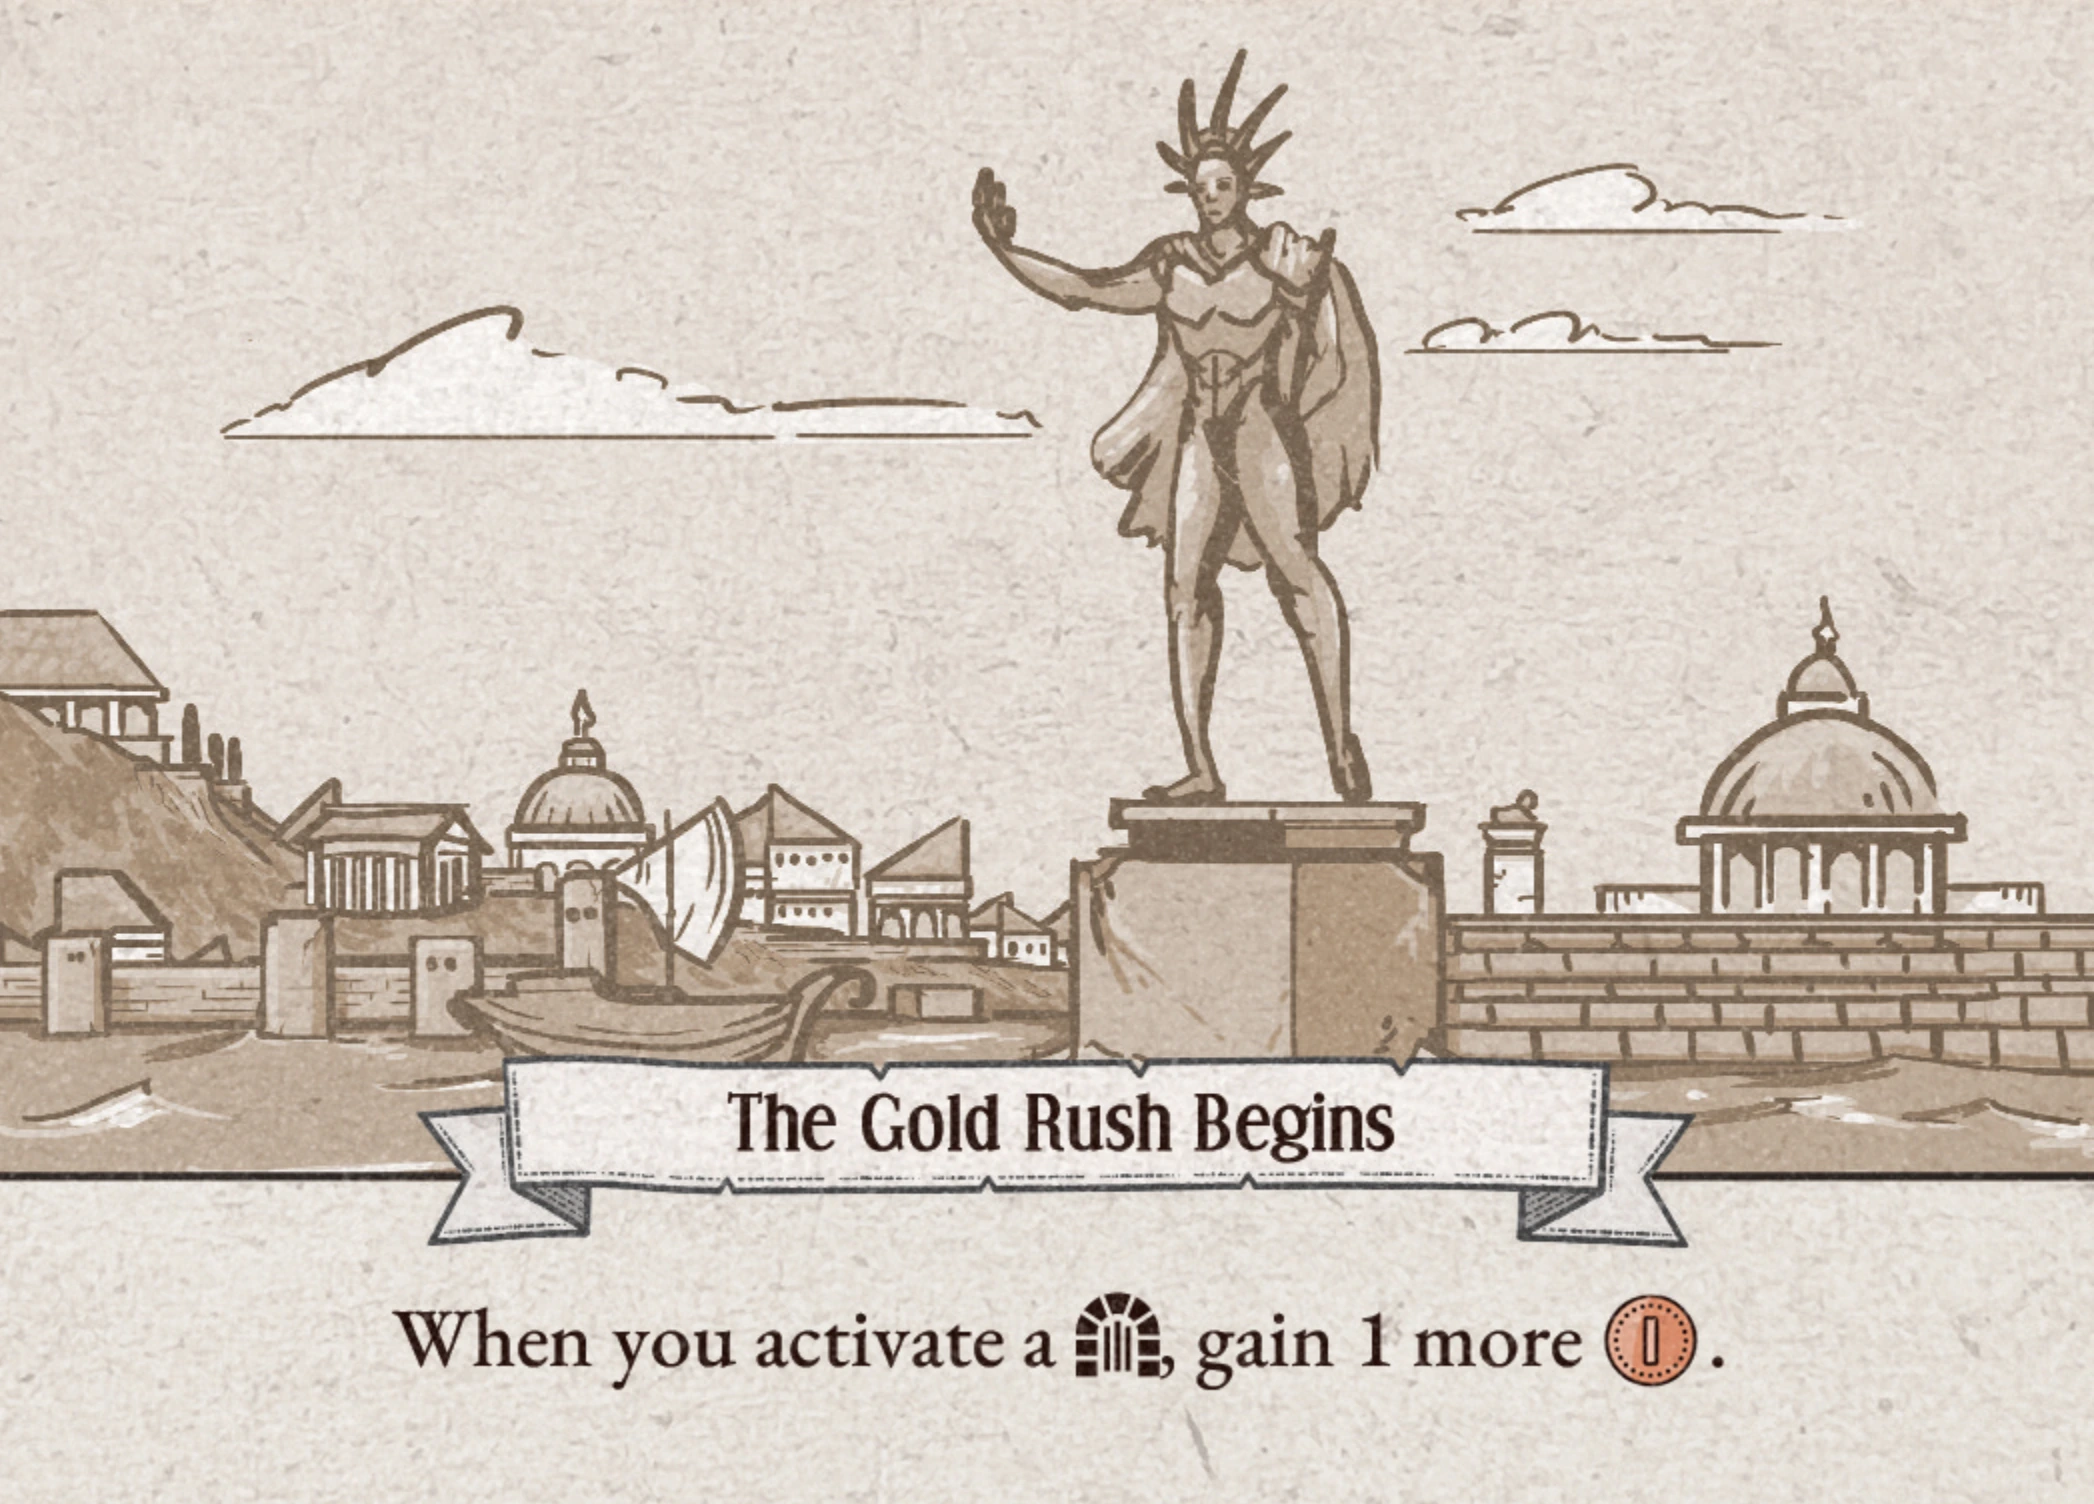 The Gold Rush Begins
When you activate a , gain 1 more .